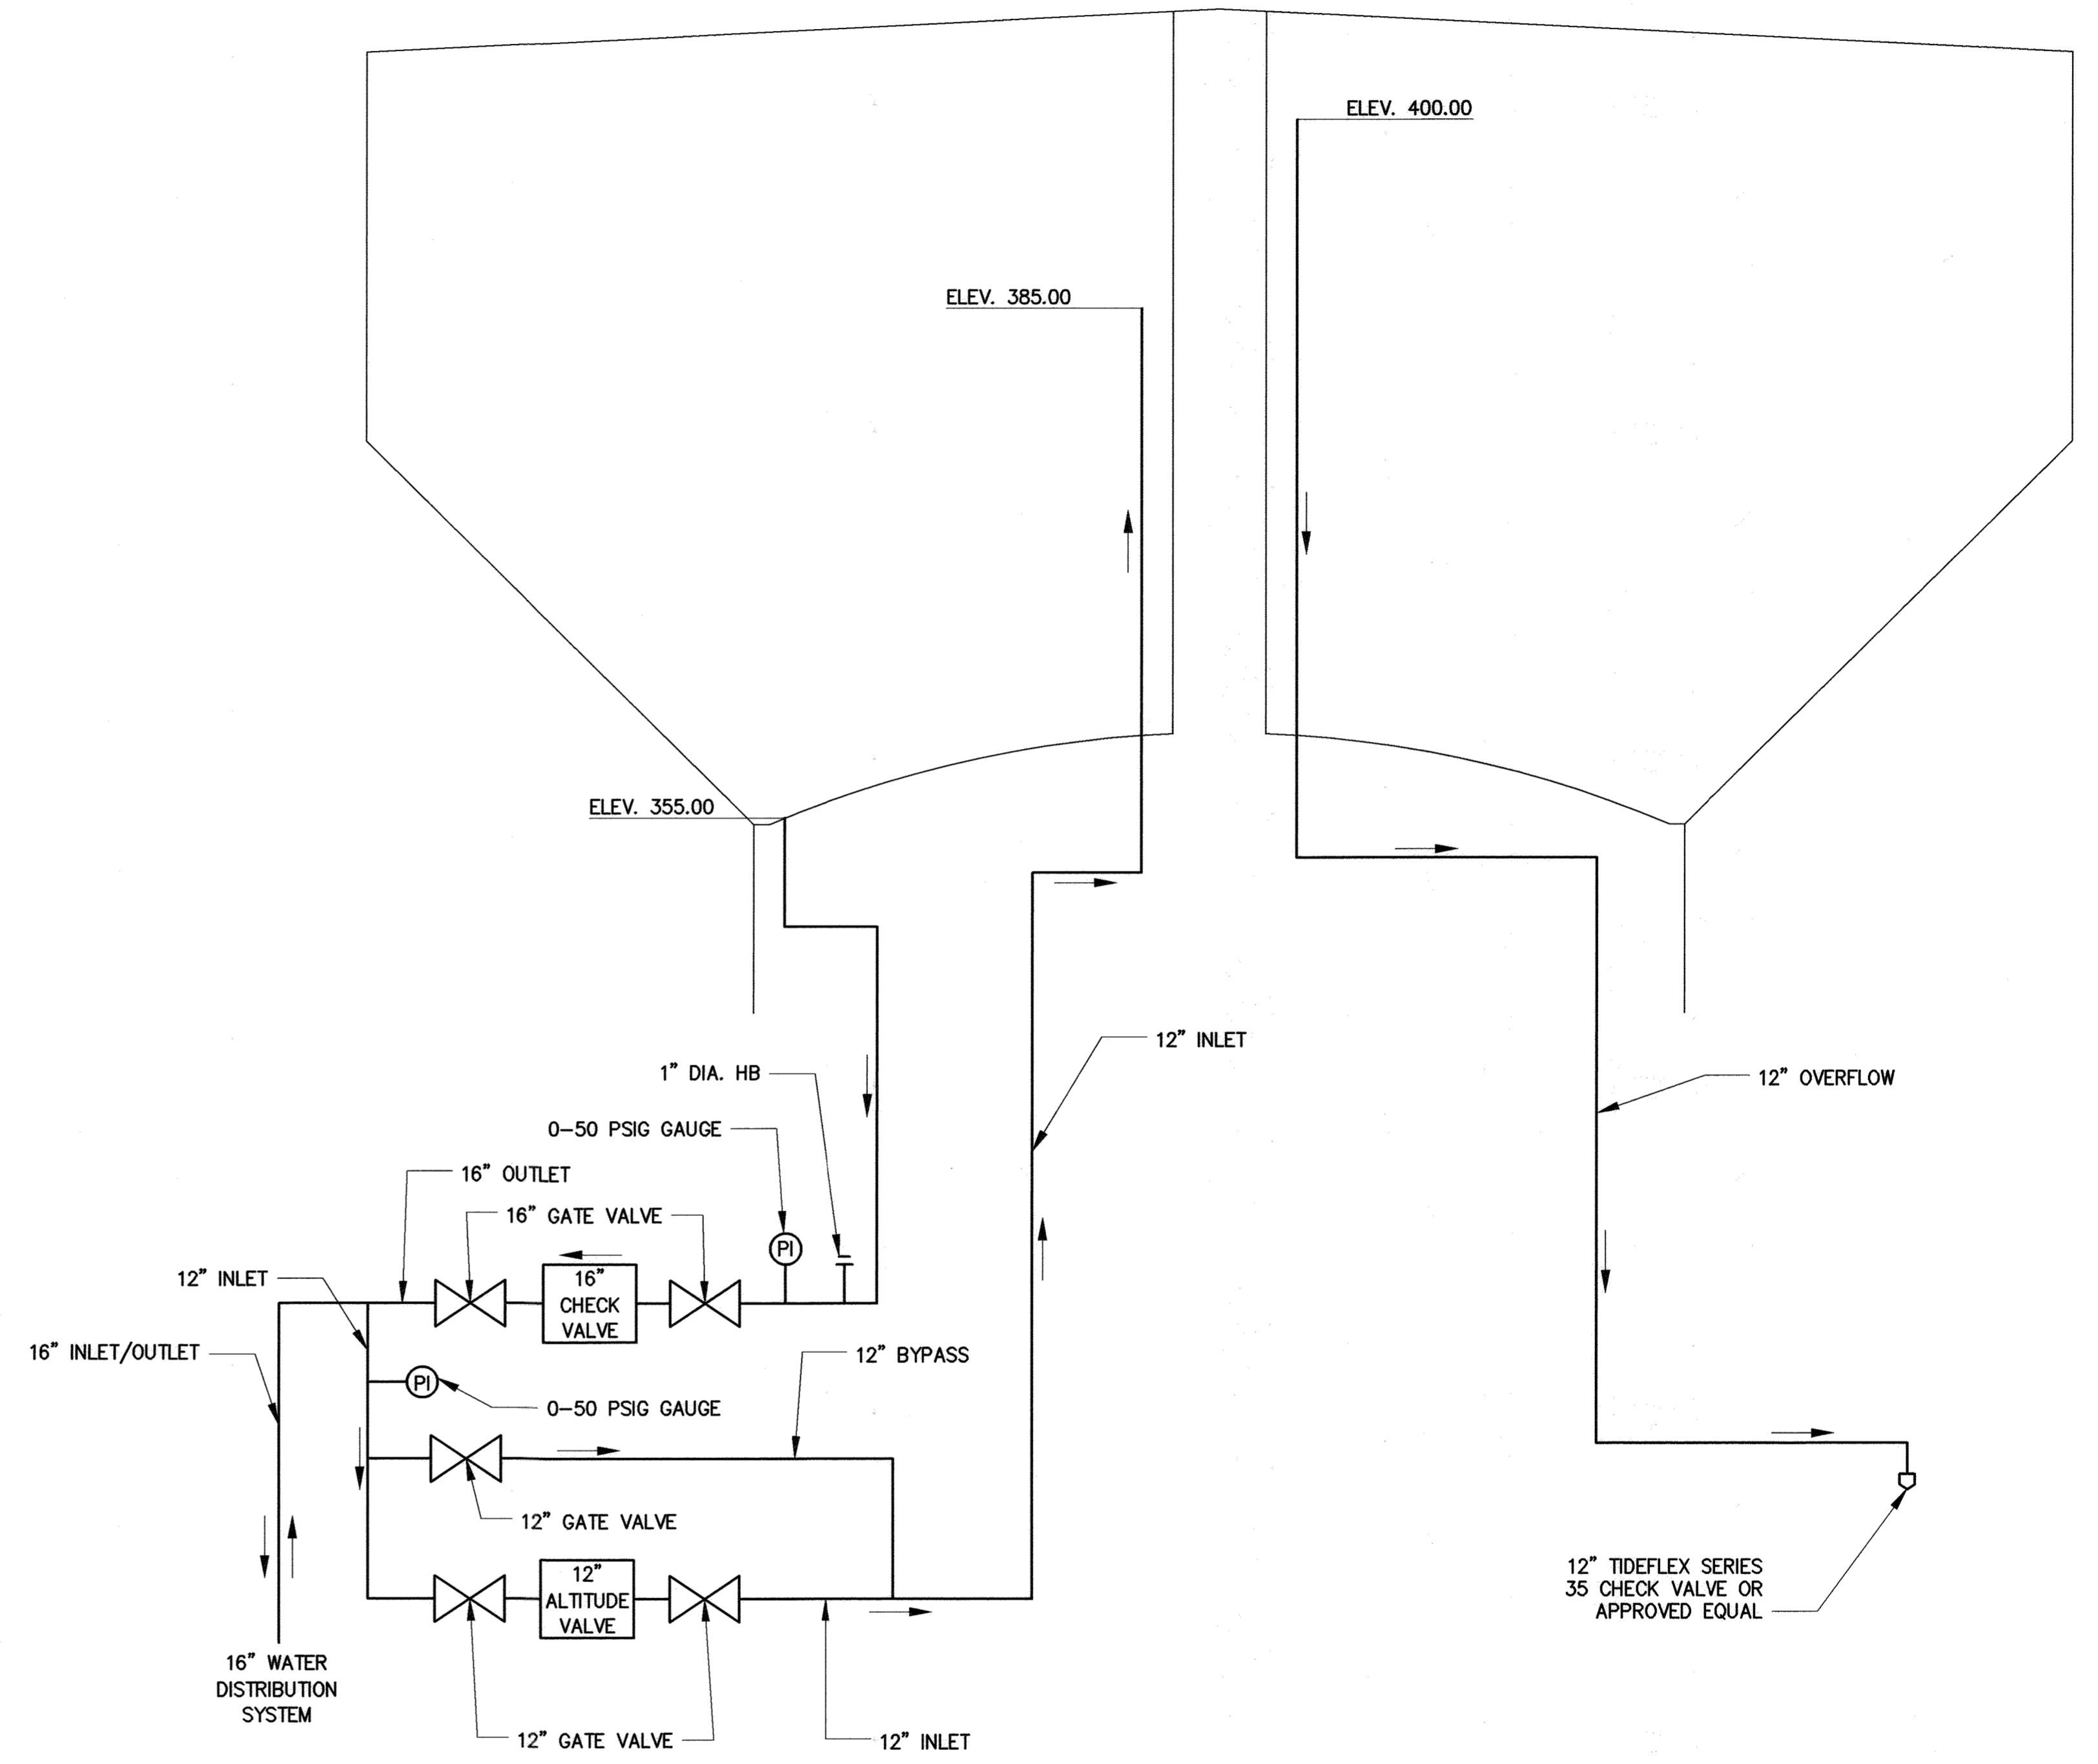 ELEV. 400.00
ELEV. 385.00
ELEV. 355.00
12” INLET
1” DIA. HB
12” OVERFLOW
0–50 PSIG GAUGE
16” OUTLET
16” GATE VALVE
PI
12” INLET
16”
CHECK
VALVE
16” INLET/OUTLET
12” BYPASS
PI
0–50 PSIG GAUGE
12” GATE VALVE
12”
ALTITUDE
VALVE
12” TIDEFLEX SERIES
35 CHECK VALVE OR
APPROVED EQUAL
16” WATER
DISTRIBUTION
SYSTEM
12” GATE VALVE
12” INLET